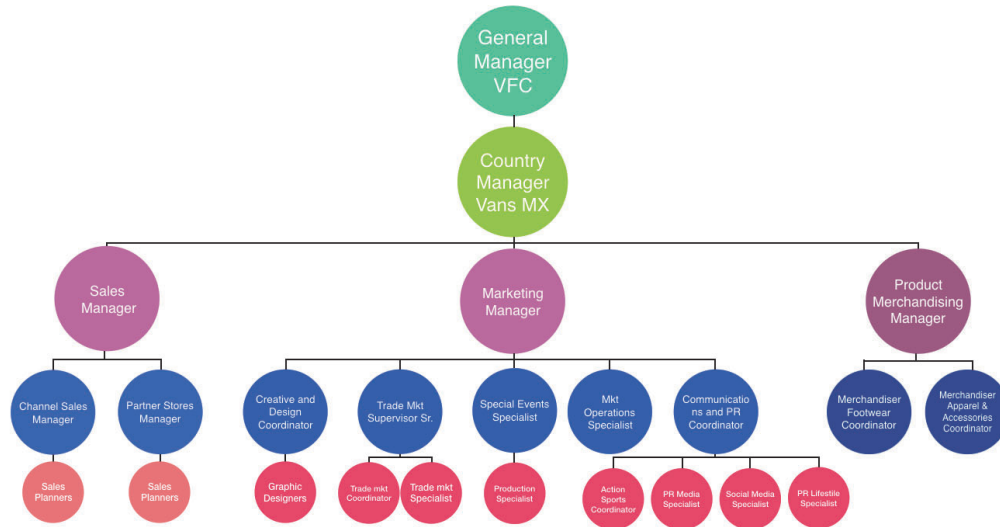 General
Manager
VFC
Country
Manager
Vans MX
Sales
Manager
Marketing
Manager
Product
Merchandising
Manager
Channel Sales
Manager
Partner Stores
Manager
Creative and
Design
Coordinator
Trade Mkt
Supervisor Sr.
Special Events
Specialist
Mkt
Operations
Specialist
Communicatio
ns and PR
Coordinator
Merchandiser
Footwear
Coordinator
Merchandiser
Apparel &
Accessories
Coordinator
Sales
Planners
Sales
Planners
Graphic
Designers
Trade mkt
Coordinator
Trade mkt
Specialist
Production
Specialist
Action
Sports
Coordinator
PR Media
Specialist
Social Media
Specialist
PR Lifestile
Specialist